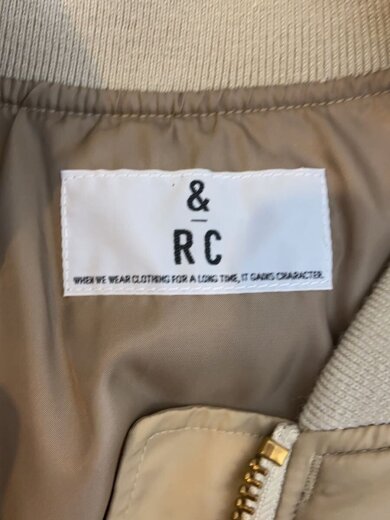 &
RC
WHEN WE WEAR CLOTHING FOR A LONG TIME, IT GAINS CHARACTER.